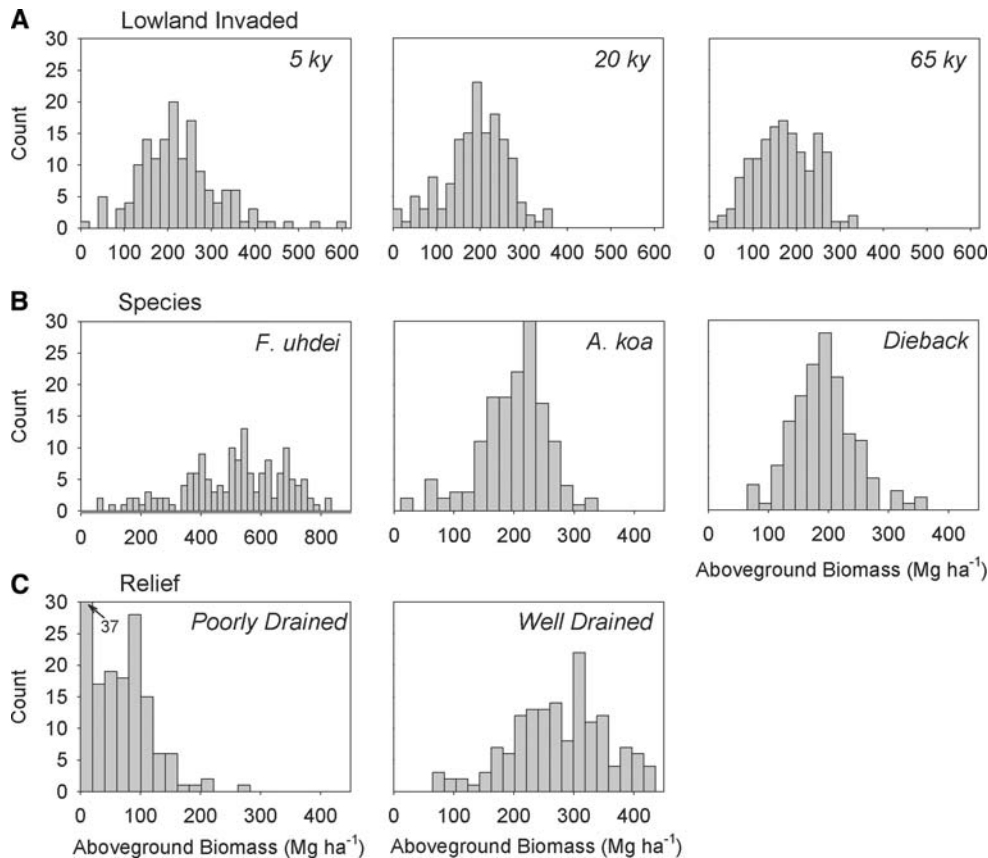 A Lowland Invaded
30
25
20
15
10
5
0
Count
5 ky
0 100 200 300 400 500 600
20 ky
0 100 200 300 400 500 600
65 ky
0 100 200 300 400 500 600
B Species
30
25
20
15
10
5
0
Count
F. uhdei
0 200 400 600 800
A. koa
0 100 200 300 400
Dieback
0 100 200 300 400
Aboveground Biomass (Mg ha⁻¹)
C Relief
30
25
20
15
10
5
0
Count
37
Poorly Drained
0 100 200 300 400
Aboveground Biomass (Mg ha⁻¹)
Well Drained
0 100 200 300 400
Aboveground Biomass (Mg ha⁻¹)